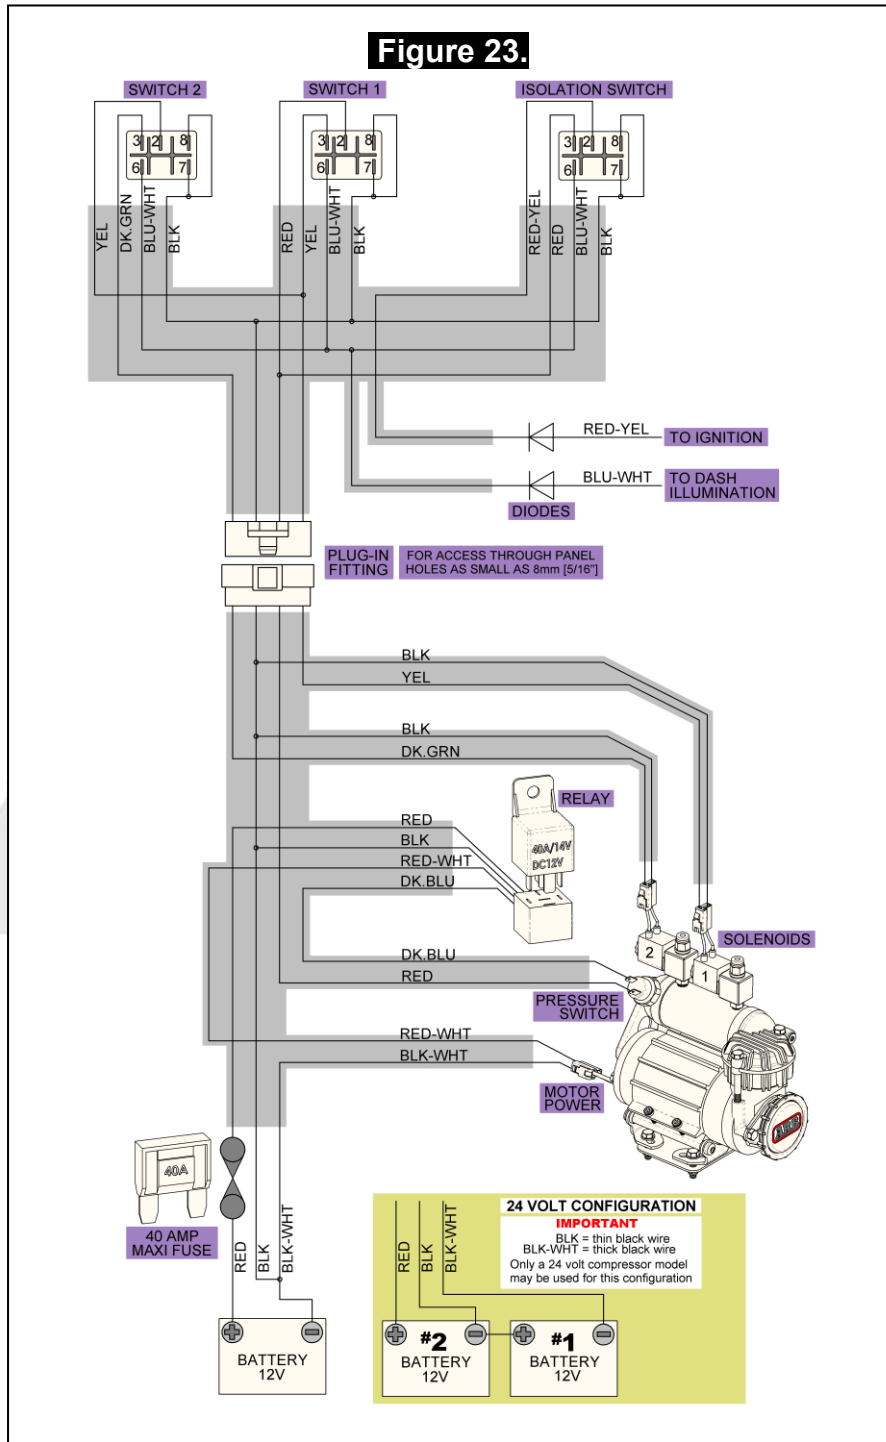 Figure 23.
SWITCH 2
SWITCH 1
ISOLATION SWITCH
3 2 8
6 7
3 2 8
6 7
3 2 8
6 7
YEL
DK.GRN
BLU-WHT
BLK
RED
YEL
BLU-WHT
BLK
RED-YEL
RED
BLU-WHT
BLK
RED-YEL
TO IGNITION
BLU-WHT
TO DASH
ILLUMINATION
DIODES
PLUG-IN
FITTING
FOR ACCESS THROUGH PANEL
HOLES AS SMALL AS 8mm [5/16"]
BLK
YEL
BLK
DK.GRN
RELAY
40A/14V
DC12V
RED
BLK
RED-WHT
DK.BLU
SOLENOIDS
2
1
DK.BLU
RED
PRESSURE
SWITCH
RED-WHT
BLK-WHT
MOTOR
POWER
40A
40 AMP
MAXI FUSE
RED
BLK
BLK-WHT
BATTERY
12V
24 VOLT CONFIGURATION
IMPORTANT
BLK = thin black wire
BLK-WHT = thick black wire
Only a 24 volt compressor model
may be used for this configuration
RED
BLK
BLK-WHT
#2
BATTERY
12V
#1
BATTERY
12V